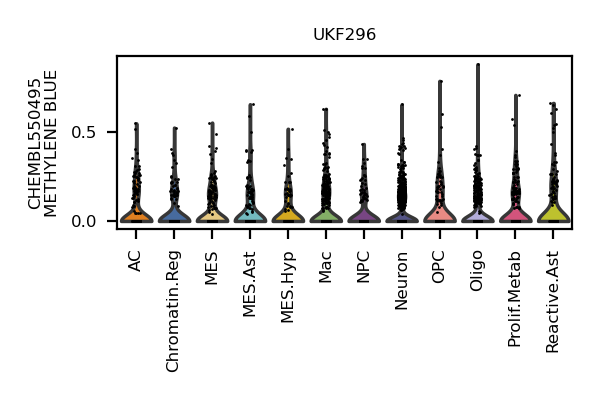 UKF296
CHEMBL550495
METHYLENE BLUE
0.5
0.0
AC
Chromatin.Reg
MES
MES.Ast
MES.Hyp
Mac
NPC
Neuron
OPC
Oligo
Prolif.Metab
Reactive.Ast